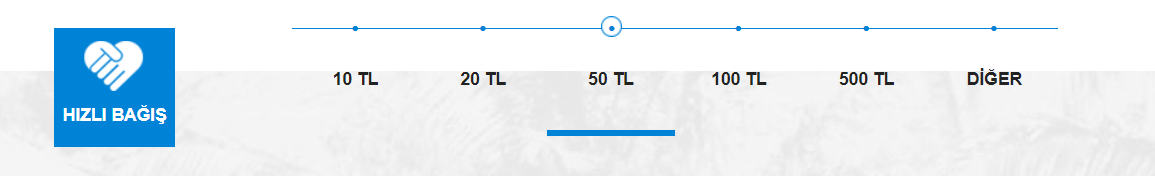 HIZLI BAĞIŞ
10 TL
20 TL
50 TL
100 TL
500 TL
DİĞER